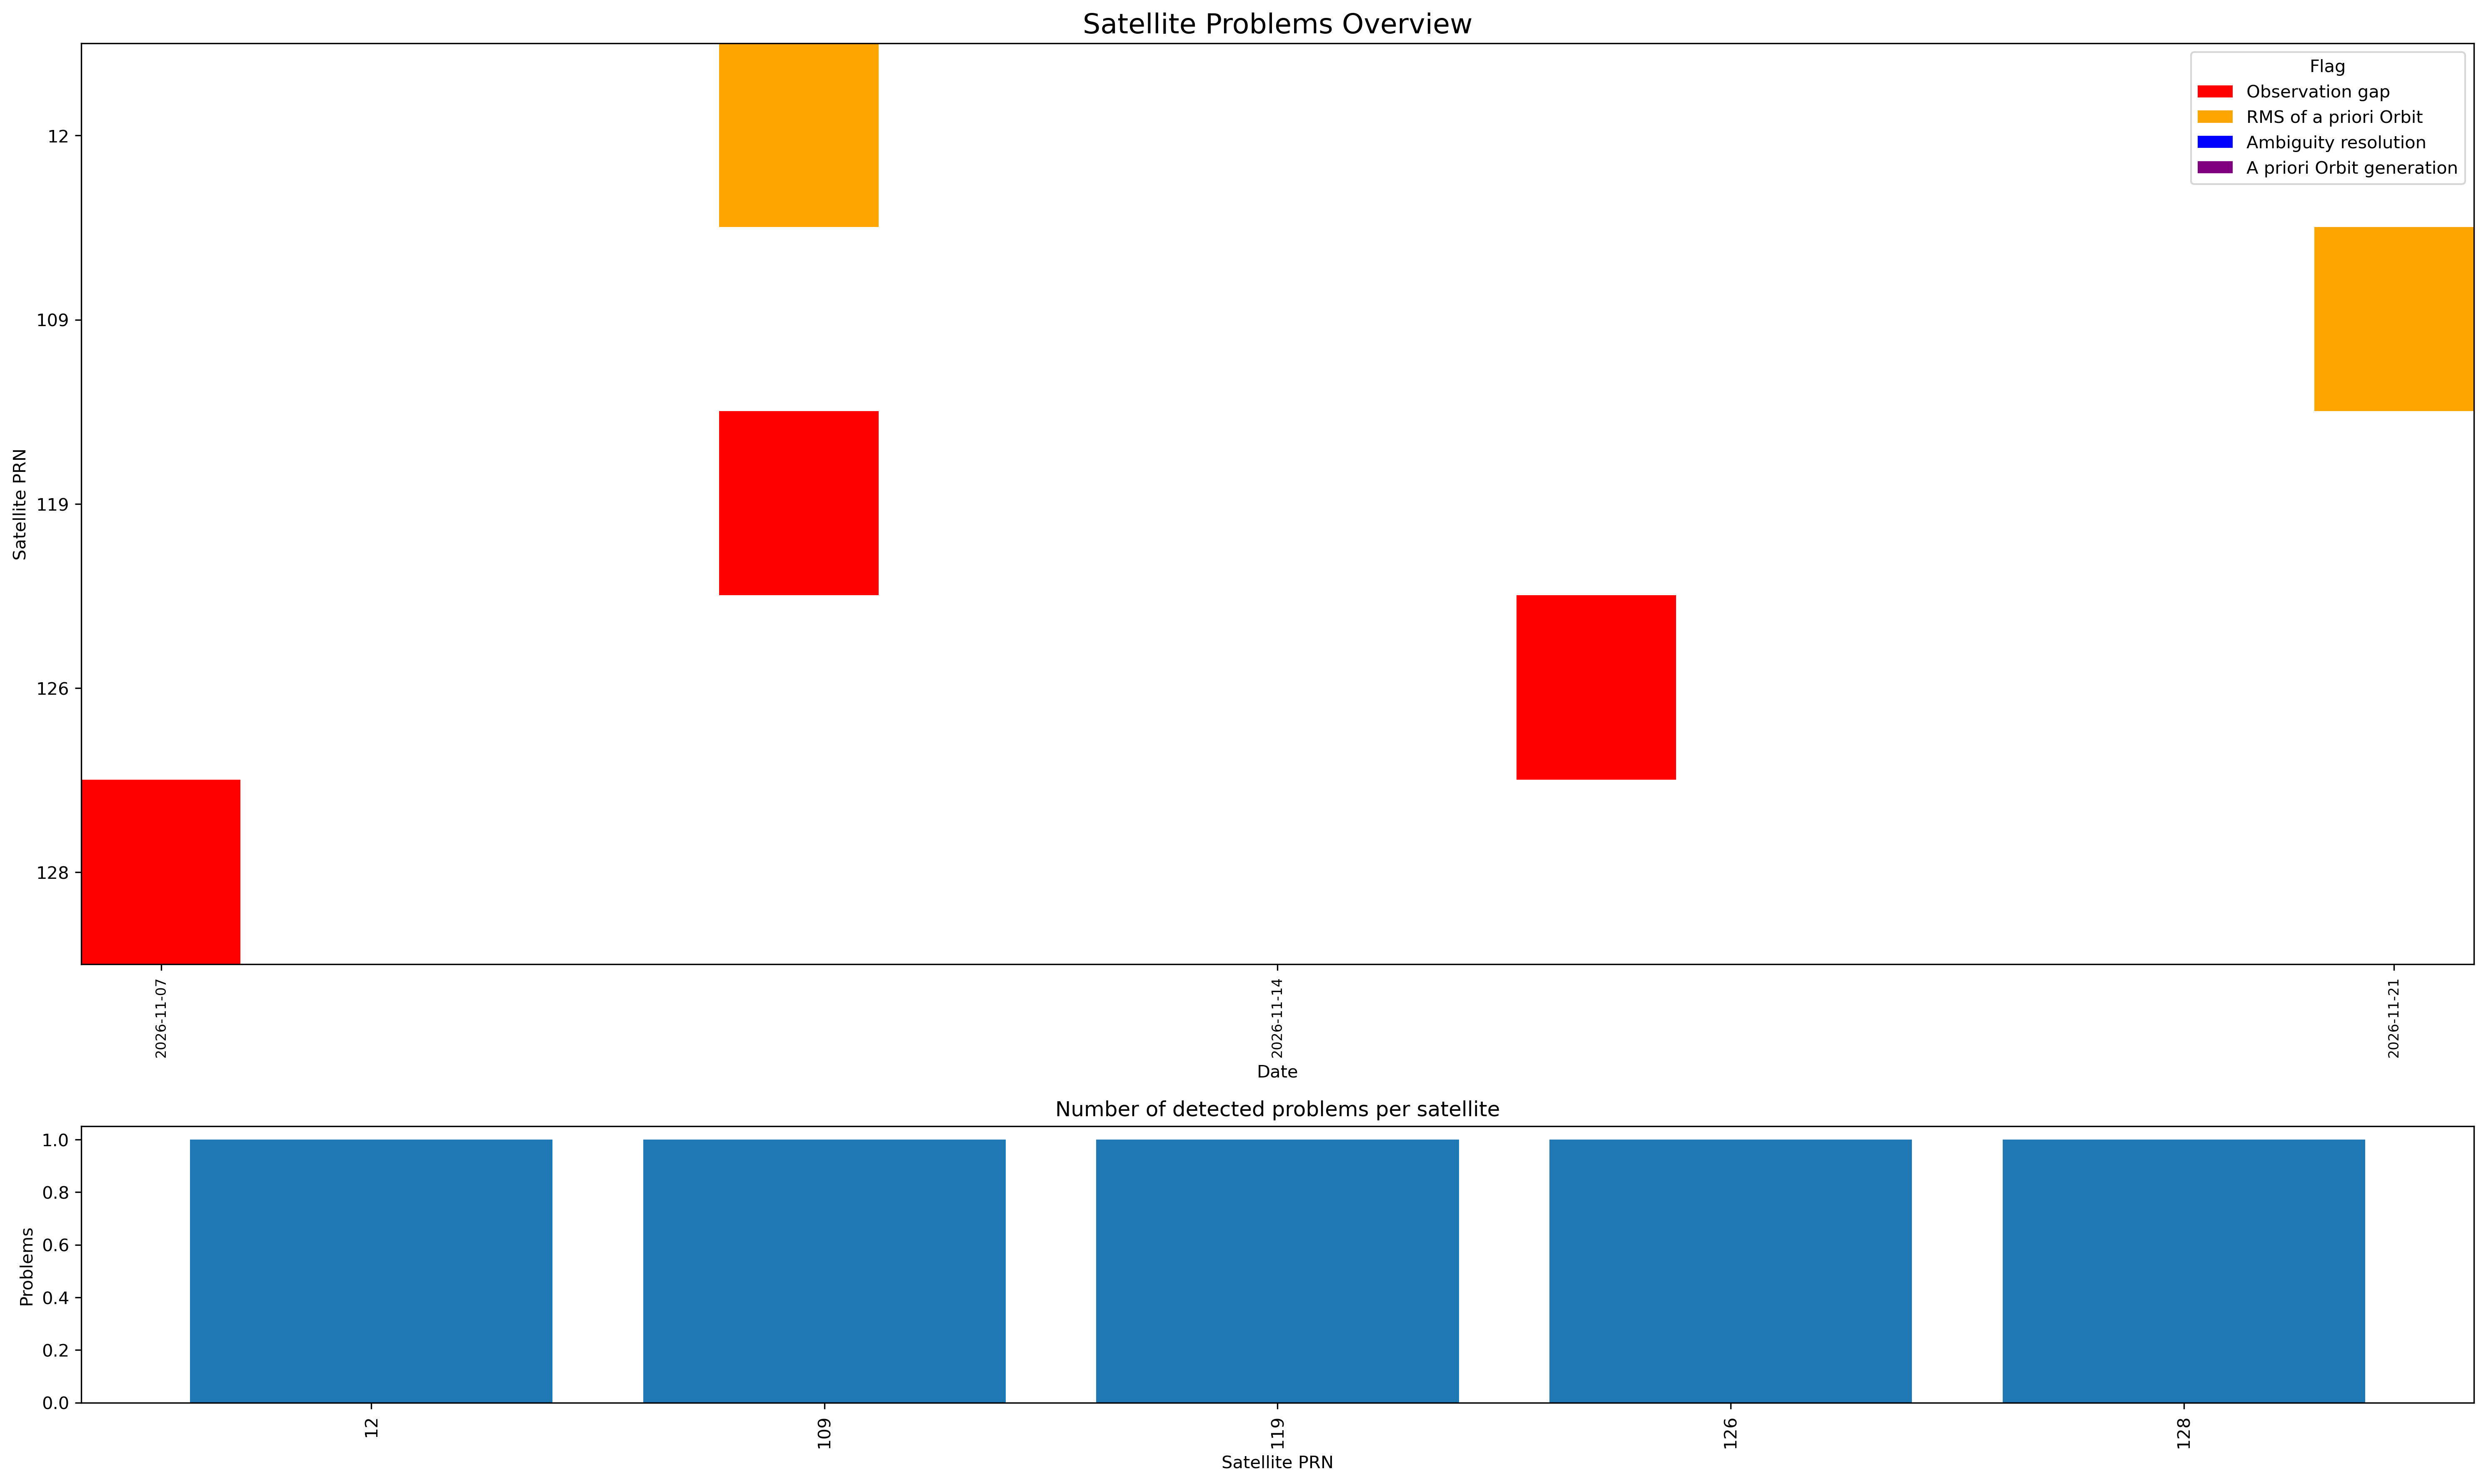 Satellite Problems Overview
Flag
Observation gap
RMS of a priori Orbit
Ambiguity resolution
A priori Orbit generation
Satellite PRN
12
109
119
126
128
2026-11-07
2026-11-14
2026-11-21
Date
Number of detected problems per satellite
Problems
1.0
0.8
0.6
0.4
0.2
0.0
12
109
119
126
128
Satellite PRN